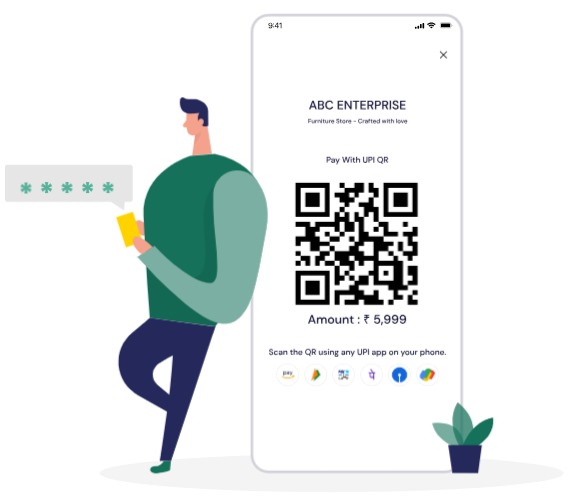 9:41
ABC ENTERPRISE
Furniture Store - Crafted with love
Pay With UPI QR
Amount : ₹ 5,999
Scan the QR using any UPI app on your phone.
pay
*****